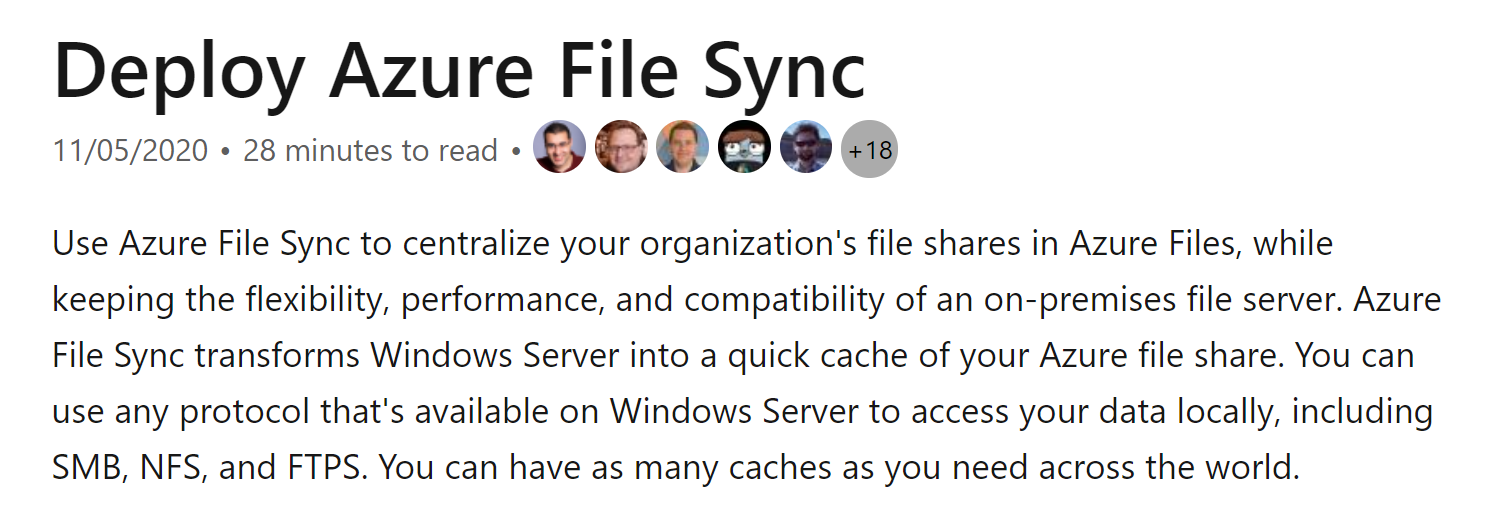 Deploy Azure File Sync
11/05/2020 • 28 minutes to read • +18
Use Azure File Sync to centralize your organization's file shares in Azure Files, while
keeping the flexibility, performance, and compatibility of an on-premises file server. Azure
File Sync transforms Windows Server into a quick cache of your Azure file share. You can
use any protocol that's available on Windows Server to access your data locally, including
SMB, NFS, and FTPS. You can have as many caches as you need across the world.